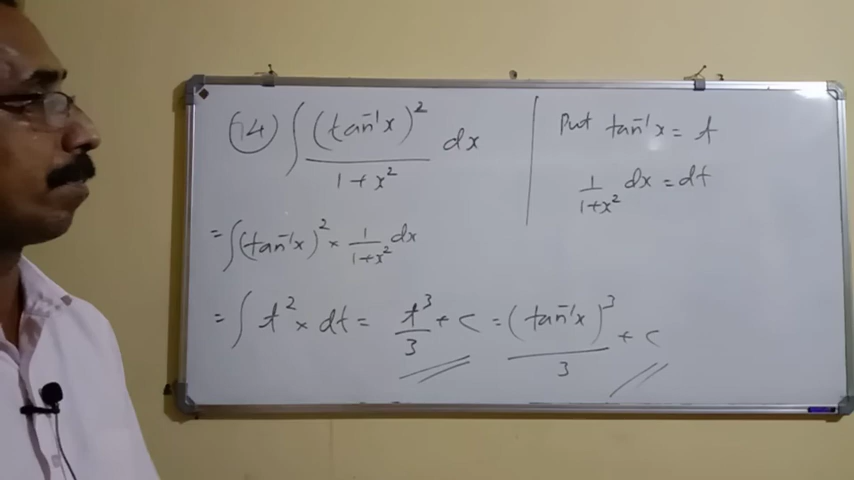 (14) ∫ (tan⁻¹x)² / 1+x² dx
Put tan⁻¹x = t
1/1+x² dx = dt
= ∫(tan⁻¹x)² × 1/1+x² dx
= ∫ t² × dt = t³/3 + c = (tan⁻¹x)³/3 + c